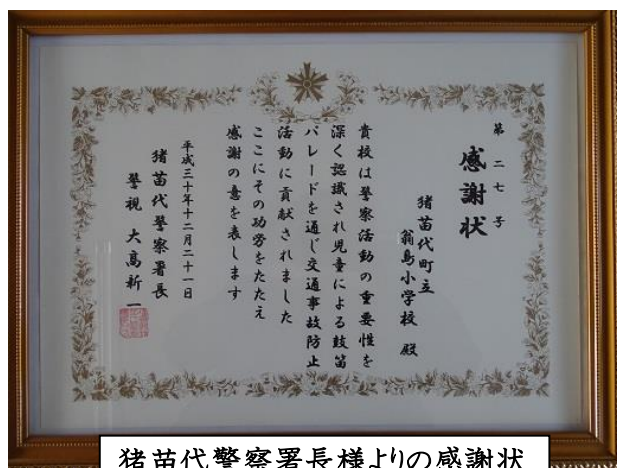 第二七号
感謝状
猪苗代町立
翁島小学校 殿
貴校は警察活動の重要性を
深く認識され児童による鼓笛
パレードを通じ交通事故防止
活動に貢献されました
ここにその功労をたたえ
感謝の意を表します
平成三十年十二月二十一日
猪苗代警察署長
警視 大髙新一
猪苗代警察署長様よりの感謝状